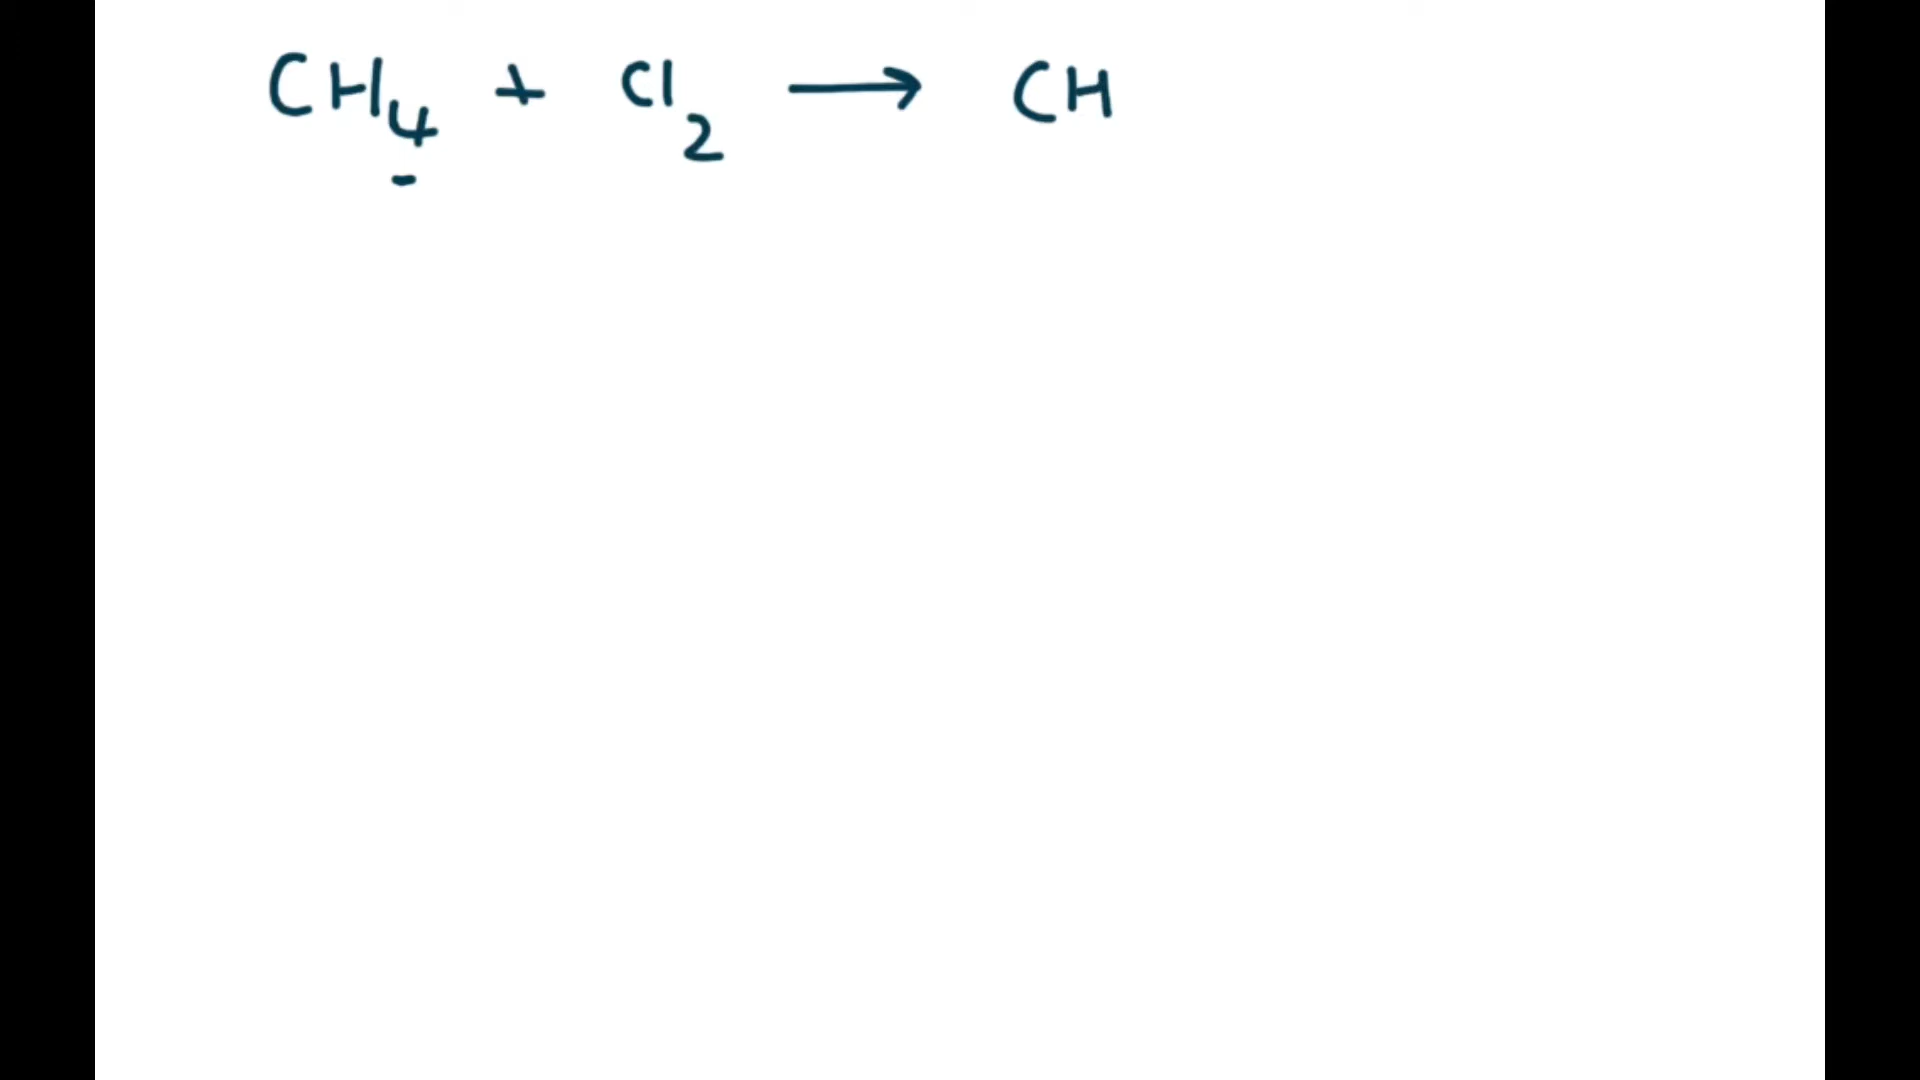 CH₄ + Cl₂ ⟶ CH